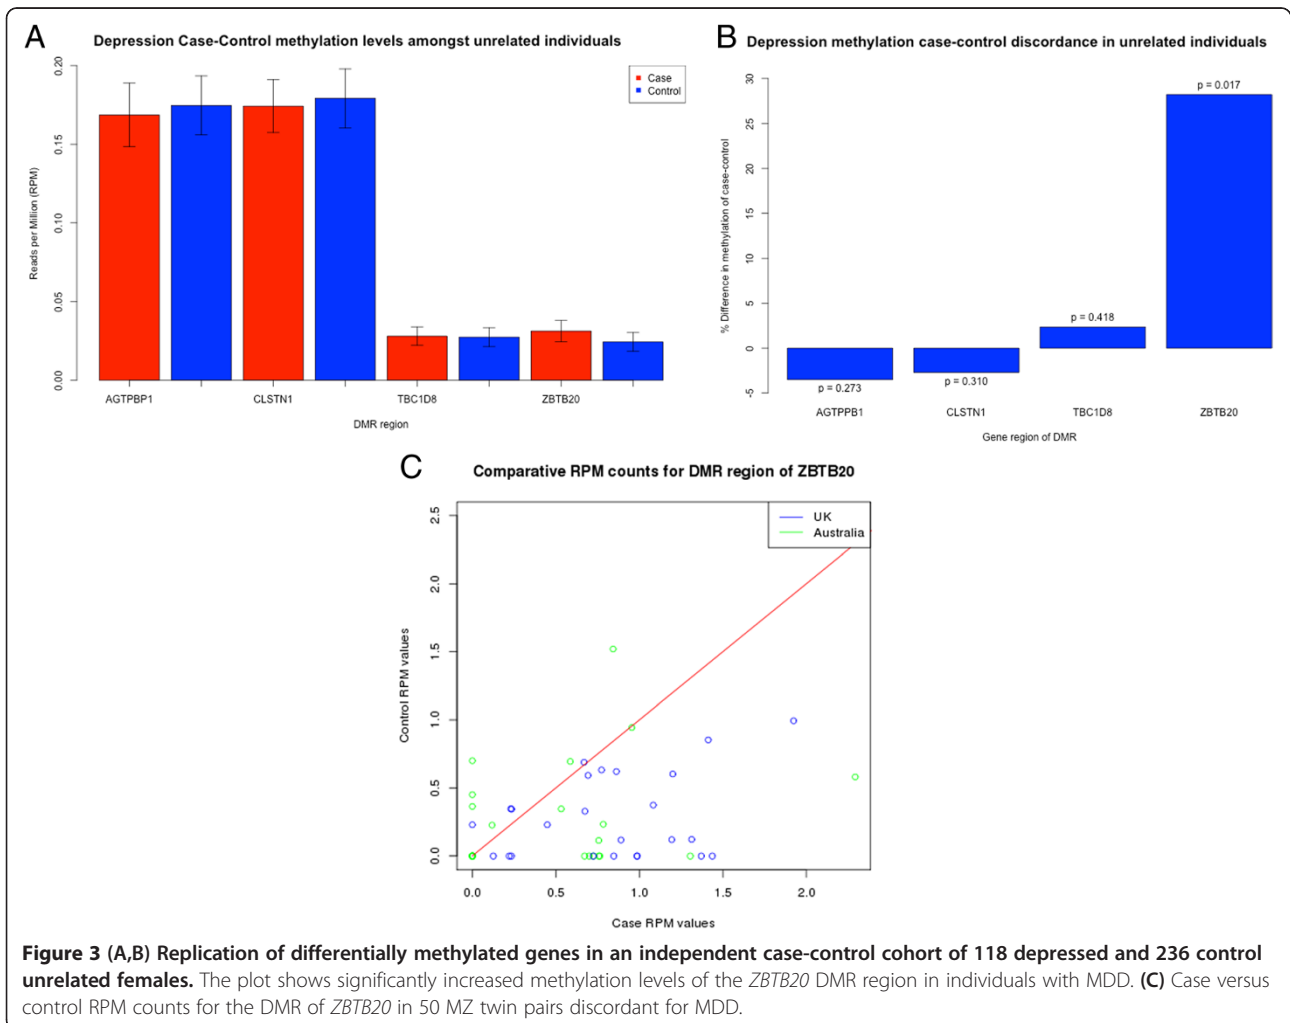 A
Depression Case-Control methylation levels amongst unrelated individuals
Reads per Million (RPM)
0.20
0.15
0.10
0.05
0.00
Case
Control
AGTPBP1 CLSTN1 TBC1D8 ZBTB20
DMR region
B
Depression methylation case-control discordance in unrelated individuals
% Difference in methylation of case-control
30
25
20
15
10
5
0
-5
p = 0.273
p = 0.310
p = 0.418
p = 0.017
AGTPPB1 CLSTN1 TBC1D8 ZBTB20
Gene region of DMR
C
Comparative RPM counts for DMR region of ZBTB20
Control RPM values
2.5
2.0
1.5
1.0
0.5
0.0
UK
Australia
0.0 0.5 1.0 1.5 2.0
Case RPM values
Figure 3 (A,B) Replication of differentially methylated genes in an independent case-control cohort of 118 depressed and 236 control
unrelated females. The plot shows significantly increased methylation levels of the ZBTB20 DMR region in individuals with MDD. (C) Case versus
control RPM counts for the DMR of ZBTB20 in 50 MZ twin pairs discordant for MDD.